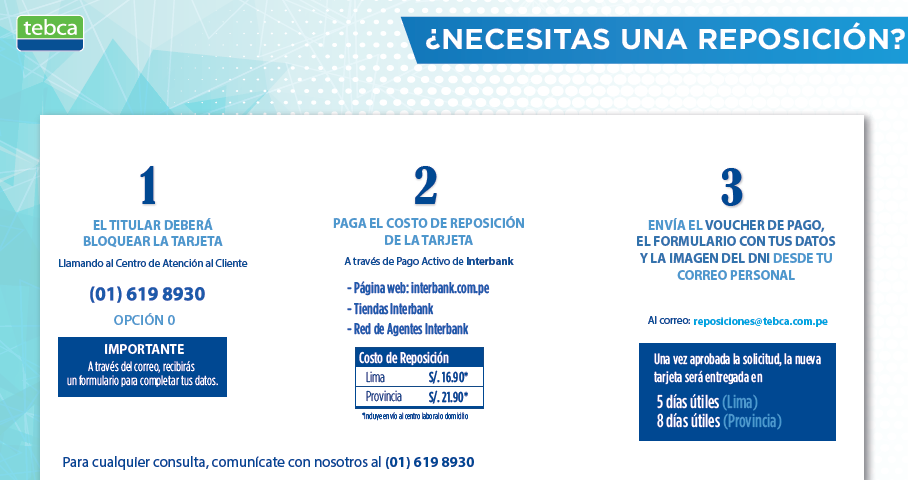 tebca
¿NECESITAS UNA REPOSICIÓN?
1
EL TITULAR DEBERÁ
BLOQUEAR LA TARJETA
Llamando al Centro de Atención al Cliente
(01) 619 8930
OPCIÓN 0
IMPORTANTE
A través del correo, recibirás
un formulario para completar tus datos.
2
PAGA EL COSTO DE REPOSICIÓN
DE LA TARJETA
A través de Pago Activo de Interbank
- Página web: interbank.com.pe
- Tiendas Interbank
- Red de Agentes Interbank
Costo de Reposición
Lima S/. 16.90*
Provincia S/. 21.90*
*Incluye envío al centro laboral o domicilio
3
ENVÍA EL VOUCHER DE PAGO,
EL FORMULARIO CON TUS DATOS
Y LA IMAGEN DEL DNI DESDE TU
CORREO PERSONAL
Al correo: reposiciones@tebca.com.pe
Una vez aprobada la solicitud, la nueva
tarjeta será entregada en
5 días útiles (Lima)
8 días útiles (Provincia)
Para cualquier consulta, comunícate con nosotros al (01) 619 8930